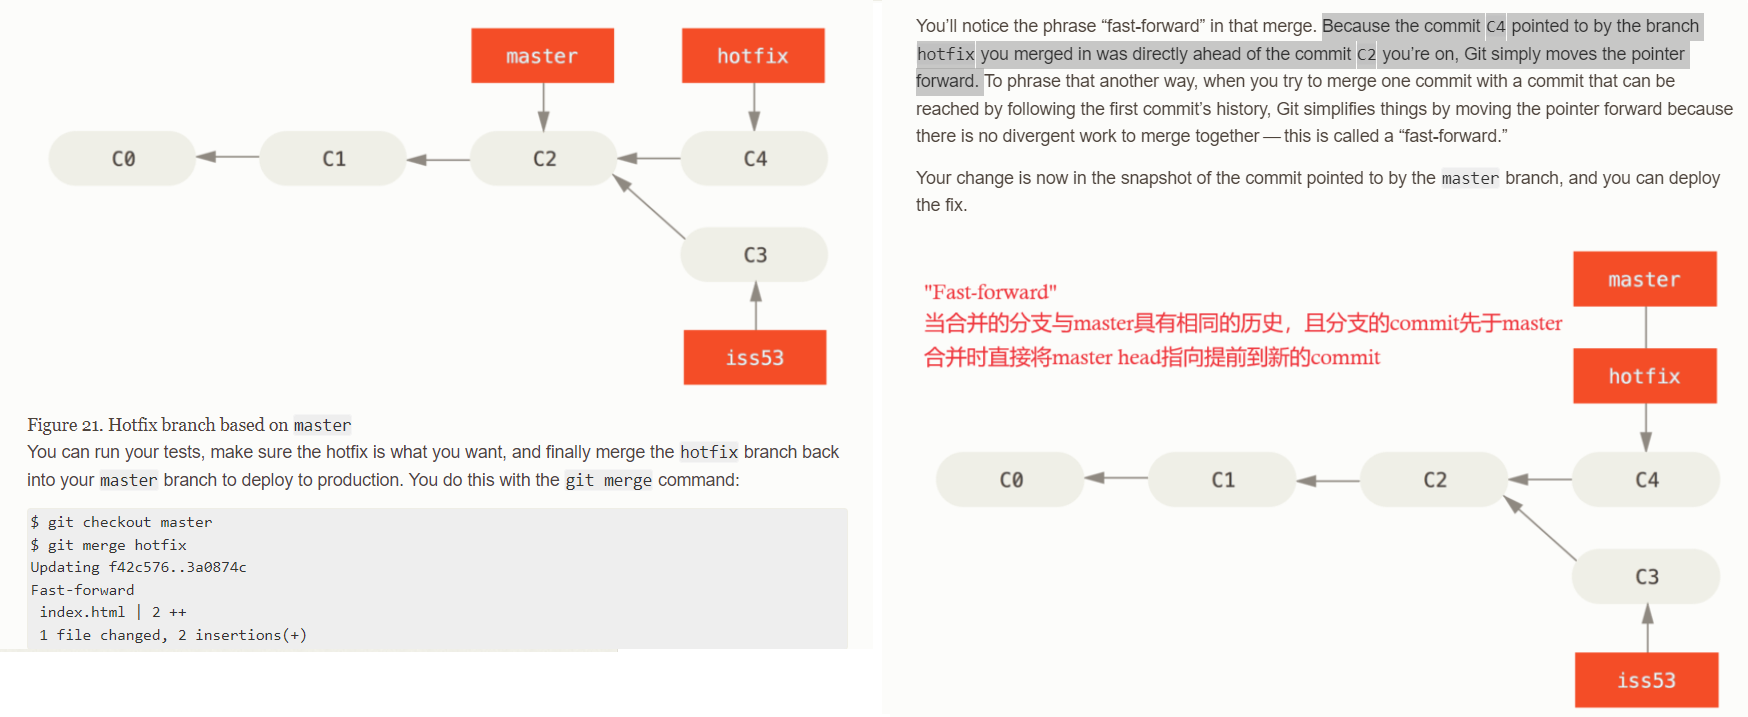 master
hotfix
C0
C1
C2
C4
C3
iss53
Figure 21. Hotfix branch based on master
You can run your tests, make sure the hotfix is what you want, and finally merge the hotfix branch back
into your master branch to deploy to production. You do this with the git merge command:
$ git checkout master
$ git merge hotfix
Updating f42c576..3a0874c
Fast-forward
index.html | 2 ++
1 file changed, 2 insertions(+)
You’ll notice the phrase “fast-forward” in that merge. Because the commit C4 pointed to by the branch
hotfix you merged in was directly ahead of the commit C2 you’re on, Git simply moves the pointer
forward. To phrase that another way, when you try to merge one commit with a commit that can be
reached by following the first commit’s history, Git simplifies things by moving the pointer forward because
there is no divergent work to merge together — this is called a “fast-forward.”
Your change is now in the snapshot of the commit pointed to by the master branch, and you can deploy
the fix.
master
"Fast-forward"
当合并的分支与master具有相同的历史，且分支的commit先于master
合并时直接将master head指向提前到新的commit
hotfix
C0
C1
C2
C4
C3
iss53